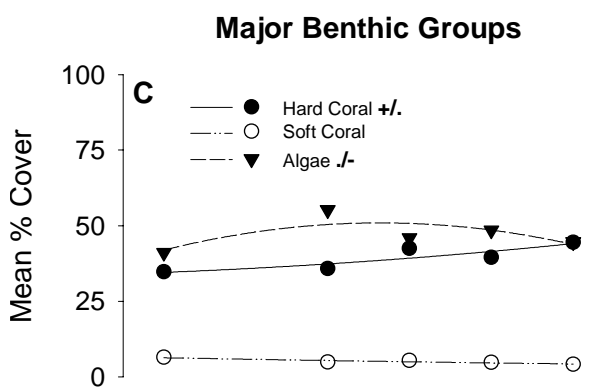 Major Benthic Groups
100
C
Hard Coral +/.
Soft Coral
Algae ./-
75
50
25
0
Mean % Cover